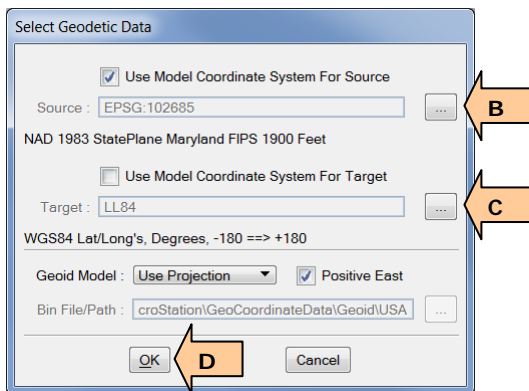 Select Geodetic Data
Use Model Coordinate System For Source
Source : EPSG:102685 ... B
NAD 1983 StatePlane Maryland FIPS 1900 Feet
Use Model Coordinate System For Target
Target : LL84 ... C
WGS84 Lat/Long's, Degrees, -180 ==> +180
Geoid Model : Use Projection Positive East
Bin File/Path : croStation\GeoCoordinateData\Geoid\USA ...
OK D Cancel